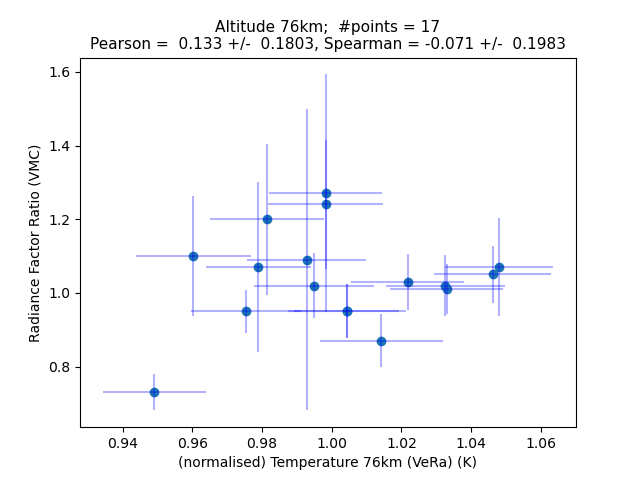 Altitude 76km;  #points = 17
Pearson =  0.133 +/-  0.1803, Spearman = -0.071 +/-  0.1983
1.6
1.4
1.2
1.0
0.8
Radiance Factor Ratio (VMC)
0.94 0.96 0.98 1.00 1.02 1.04 1.06
(normalised) Temperature 76km (VeRa) (K)